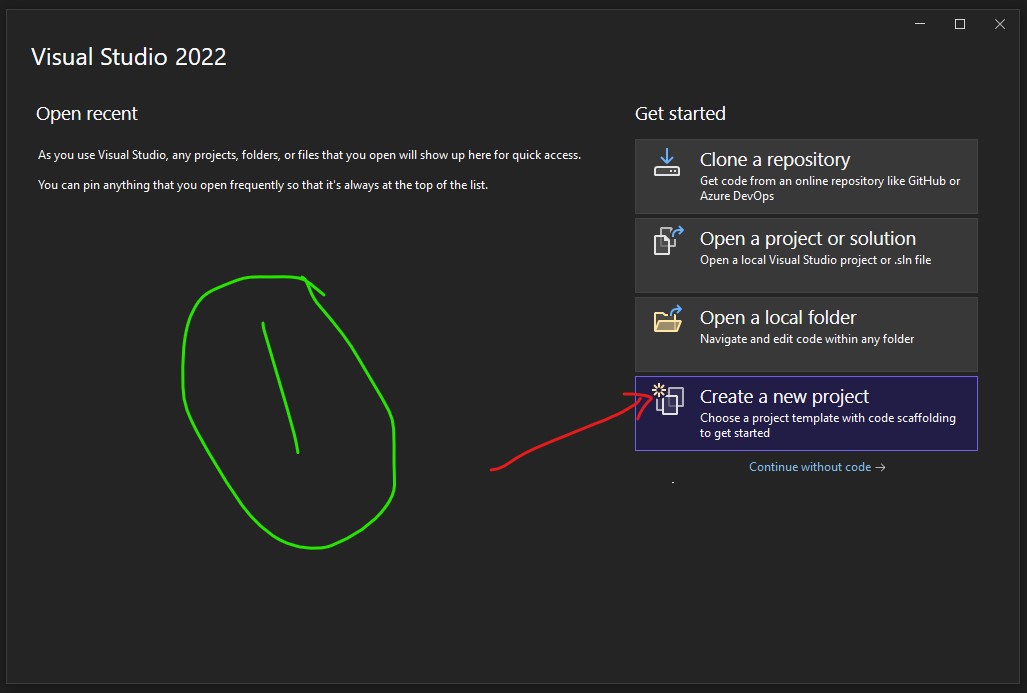 Visual Studio 2022
Open recent
As you use Visual Studio, any projects, folders, or files that you open will show up here for quick access.
You can pin anything that you open frequently so that it's always at the top of the list.
Get started
Clone a repository
Get code from an online repository like GitHub or
Azure DevOps
Open a project or solution
Open a local Visual Studio project or .sln file
Open a local folder
Navigate and edit code within any folder
Create a new project
Choose a project template with code scaffolding
to get started
Continue without code →